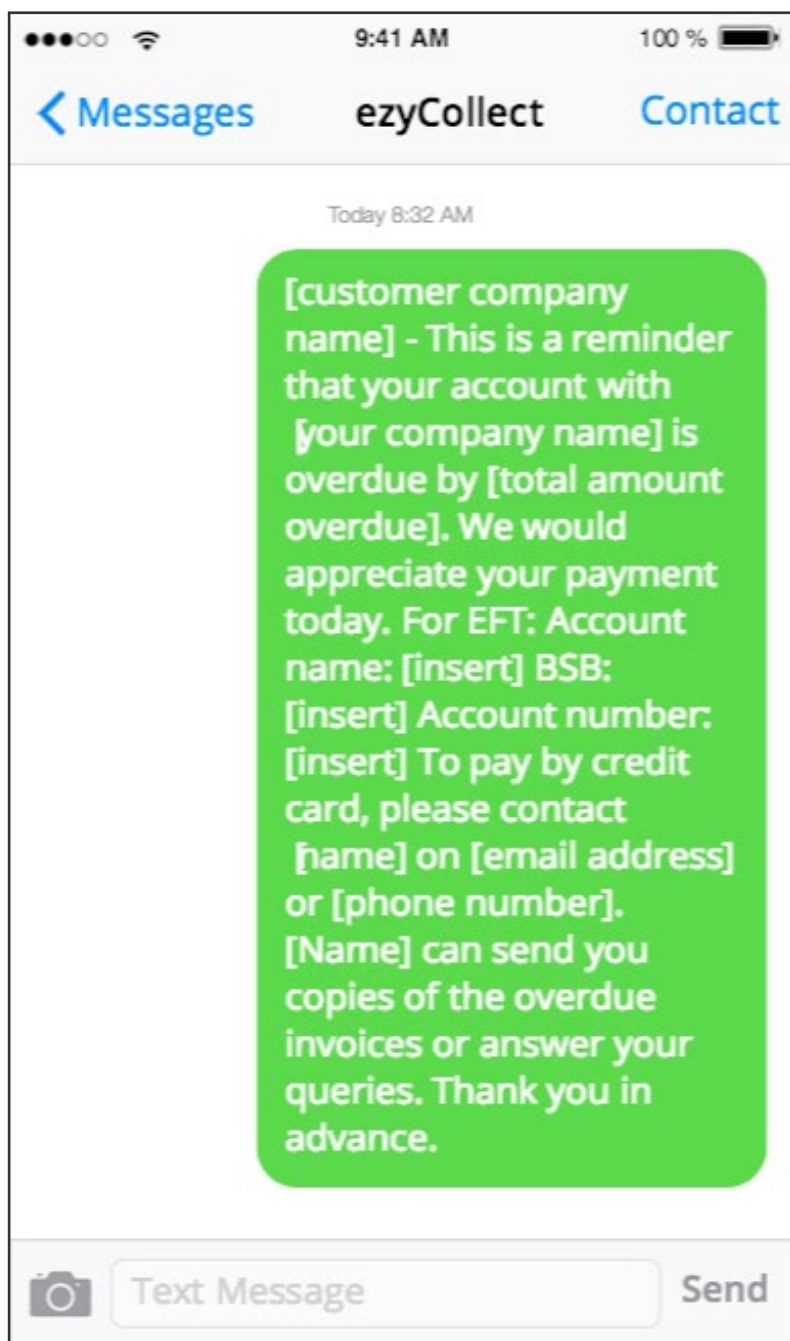 9:41 AM 100 %
Messages ezyCollect Contact
Today 8:32 AM
[customer company
name] - This is a reminder
that your account with
[your company name] is
overdue by [total amount
overdue]. We would
appreciate your payment
today. For EFT: Account
name: [insert] BSB:
[insert] Account number:
[insert] To pay by credit
card, please contact
[name] on [email address]
or [phone number].
[Name] can send you
copies of the overdue
invoices or answer your
queries. Thank you in
advance.
Text Message Send